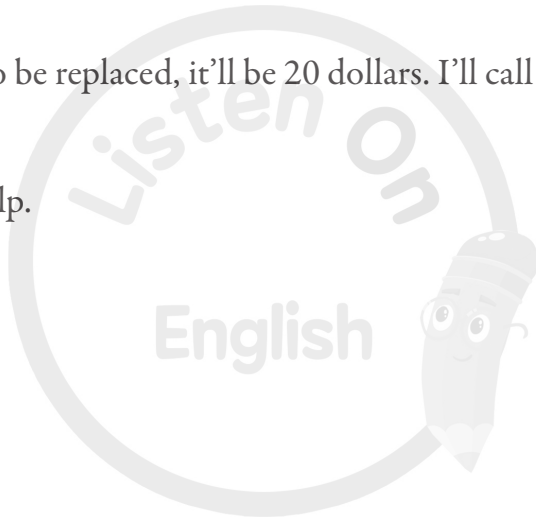 o be replaced, it’ll be 20 dollars. I’ll call
lp.
Listen On
English